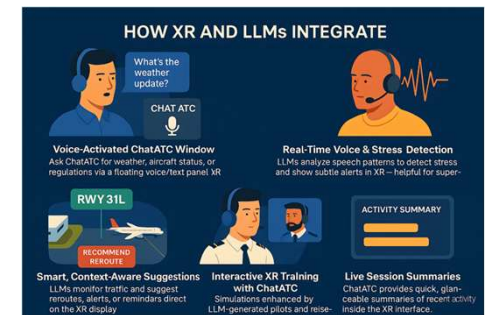 HOW XR AND LLMs INTEGRATE
What's the
weather
update?
CHAT ATC
Voice-Activated ChatATC Window
Ask ChatATC for weather, aircraft status, or
regulations via a floating voice/text panel XR
Real-Time Volce & Stress Detection
LLMs analyze speech patterns to detect stress
and show subtle alerts in XR – helpful for super-
RWY 31L
RECOMMEND
REROUTE
Smart, Context-Aware Suggestions
LLMs monifor traffic and suggest
reroutes, alerts, or remindars direct
on the XR display
Interactive XR Training
with ChatATC
Simulations enhanced by
LLM-generated pilots and reise-
ACTIVITY SUMMARY
Live Session Summaries
ChatATC provides quick, glan-
ceable summaries of recent activity
inside the XR interface.